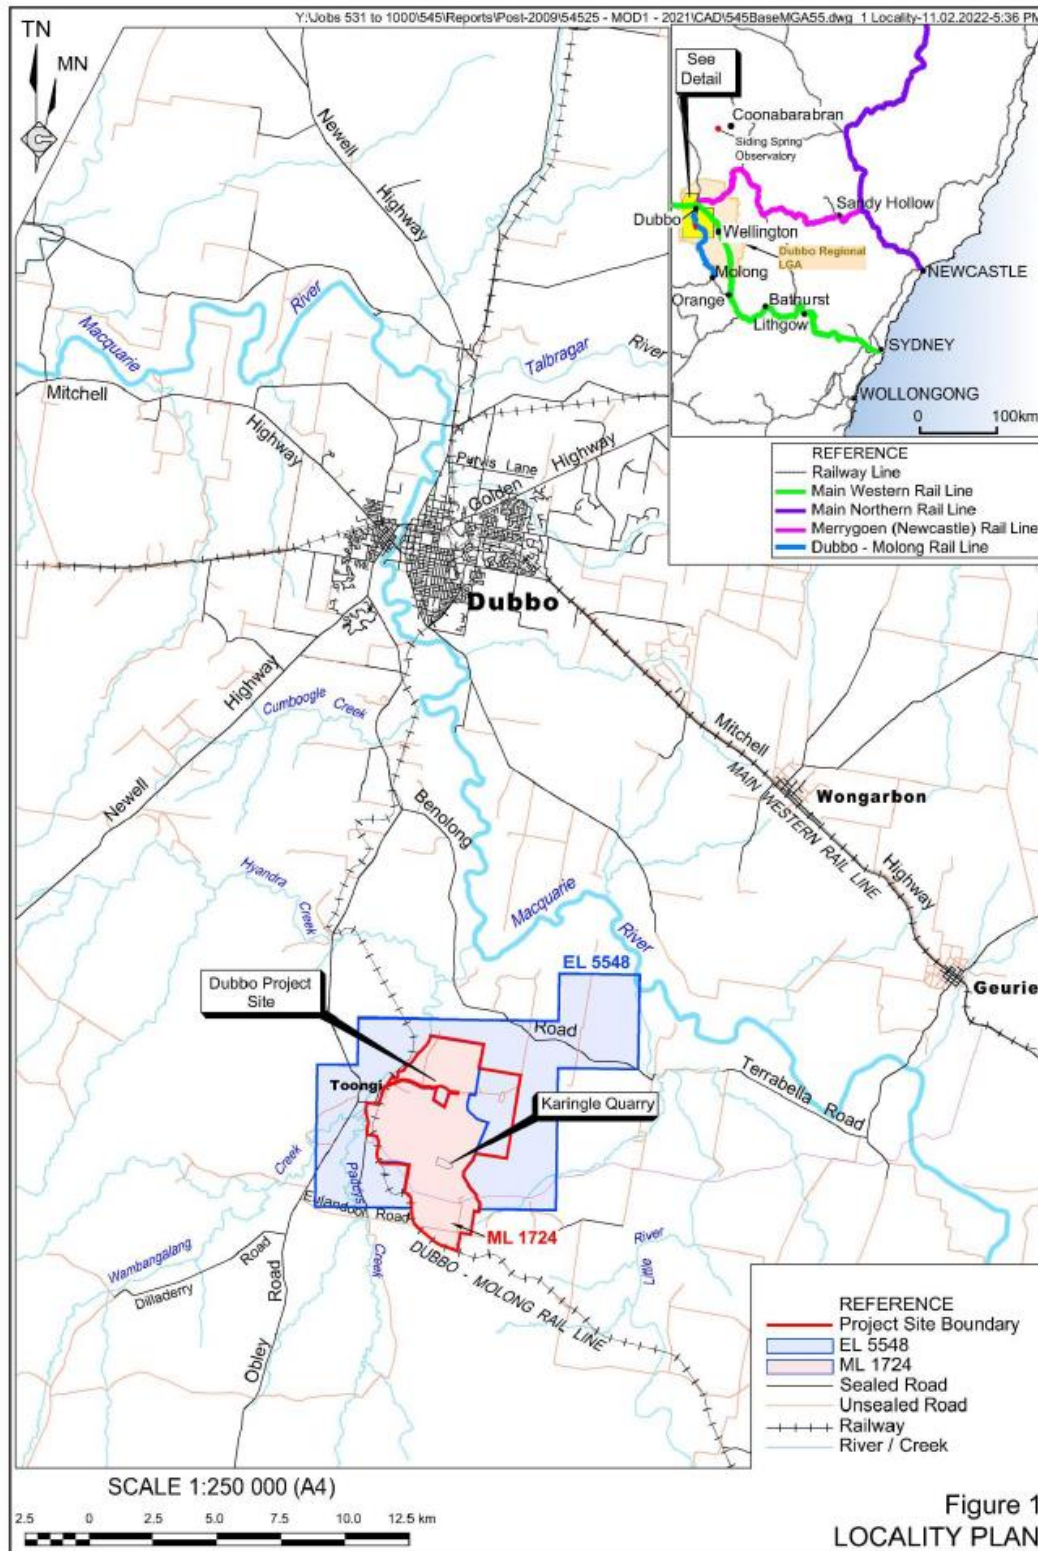 Y:\Jobs 531 to 1000\545\Reports\Post-2009\54525 - MOD1 - 2021\CAD\545BaseMGA55.dwg 1 Locality-11.02.2022-5:36 PM
TN
MN
See
Detail
Coonabarabran
Siding Spring
Observatory
Sandy Hollow
Dubbo
Wellington
Dubbo Regional
LGA
NEWCASTLE
Molong
Orange
Bathurst
Lithgow
SYDNEY
WOLLONGONG
0 100km
REFERENCE
Railway Line
Main Western Rail Line
Main Northern Rail Line
Merrygoen (Newcastle) Rail Line
Dubbo - Molong Rail Line
Newell
Highway
Macquarie
River
Talbragar
River
Mitchell
Highway
Purvis Lane
Golden
Highway
Dubbo
Highway
Cumboogle
Creek
Newell
Benolong
Mitchell
MAIN WESTERN RAIL LINE
Wongarbon
Highway
Hyandra
Creek
Macquarie
River
EL 5548
Geurie
Dubbo Project
Site
Road
Toongi
Terrabella Road
Karingle Quarry
Creek
Paddys
Eulandool Road
ML 1724
River
Little
Wambangalang
Road
Dilladerry
Creek
DUBBO - MOLONG RAIL LINE
Road
Obley
REFERENCE
Project Site Boundary
EL 5548
ML 1724
Sealed Road
Unsealed Road
Railway
River / Creek
SCALE 1:250 000 (A4)
2.5 0 2.5 5.0 7.5 10.0 12.5 km
Figure 1
LOCALITY PLAN